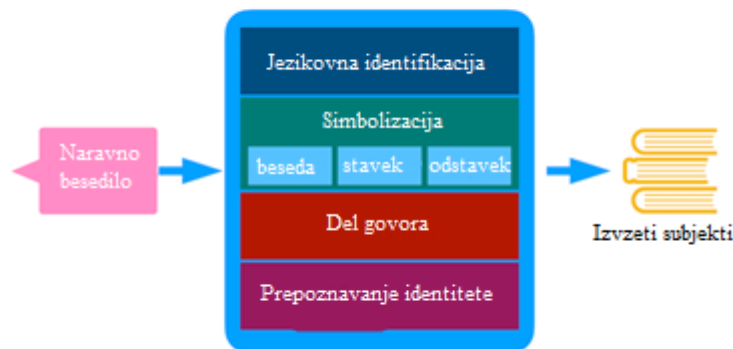 Naravno
besedilo
Jezikovna identifikacija
Simbolizacija
beseda stavek odstavek
Del govora
Prepoznavanje identitete
Izvzeti subjekti